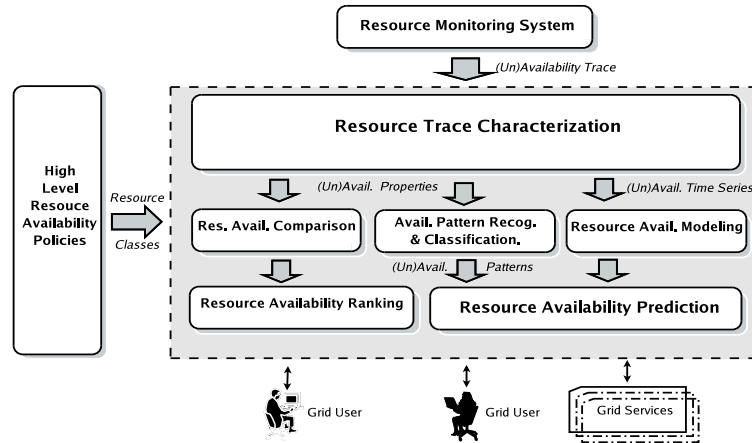 Resource Monitoring System
(Un)Availability Trace
Resource Trace Characterization
High
Level
Resouce
Availability
Policies
Resource
Classes
(Un)Avail. Properties
(Un)Avail. Time Series
Res. Avail. Comparison
Avail. Pattern Recog.
& Classification.
Resource Avail. Modeling
(Un)Avail. Patterns
Resource Availability Ranking
Resource Availability Prediction
Grid User
Grid User
Grid Services